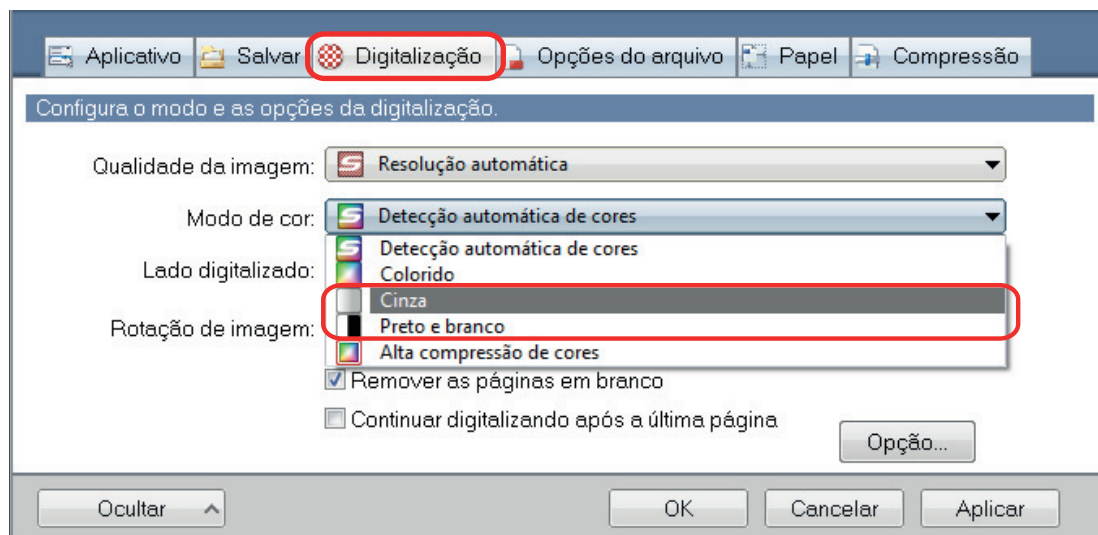 Aplicativo Salvar Digitalização Opções do arquivo Papel Compressão
Configura o modo e as opções da digitalização.
Qualidade da imagem: Resolução automática
Modo de cor: Detecção automática de cores
Detecção automática de cores
Lado digitalizado: Colorido
Cinza
Rotação de imagem: Preto e branco
Alta compressão de cores
Remover as páginas em branco
Continuar digitalizando após a última página
Opção...
Ocultar OK Cancelar Aplicar